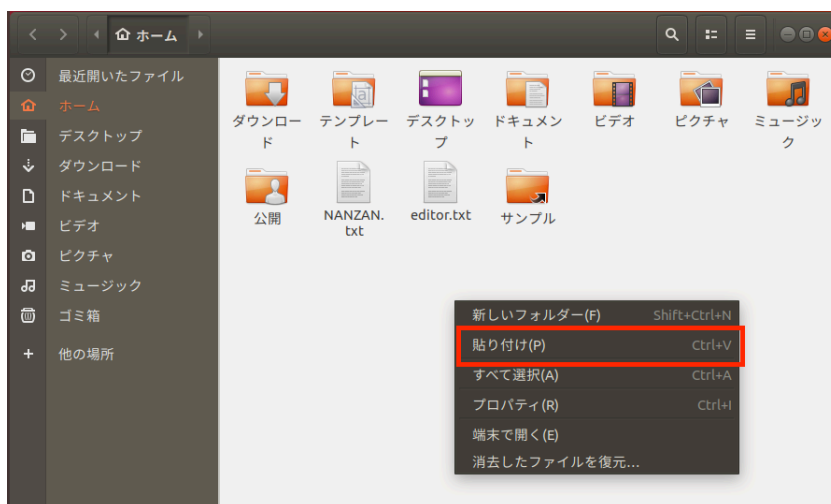 ホーム
最近開いたファイル
ホーム
デスクトップ
ダウンロード
ドキュメント
ビデオ
ピクチャ
ミュージック
ゴミ箱
+ 他の場所
ダウンロー
ド
テンプレー
ト
デスクトッ
プ
ドキュメン
ト
ビデオ
ピクチャ
ミュージッ
ク
公開
NANZAN.
txt
editor.txt
サンプル
新しいフォルダー(F) Shift+Ctrl+N
貼り付け(P) Ctrl+V
すべて選択(A) Ctrl+A
プロパティ(R) Ctrl+I
端末で開く(E)
消去したファイルを復元...